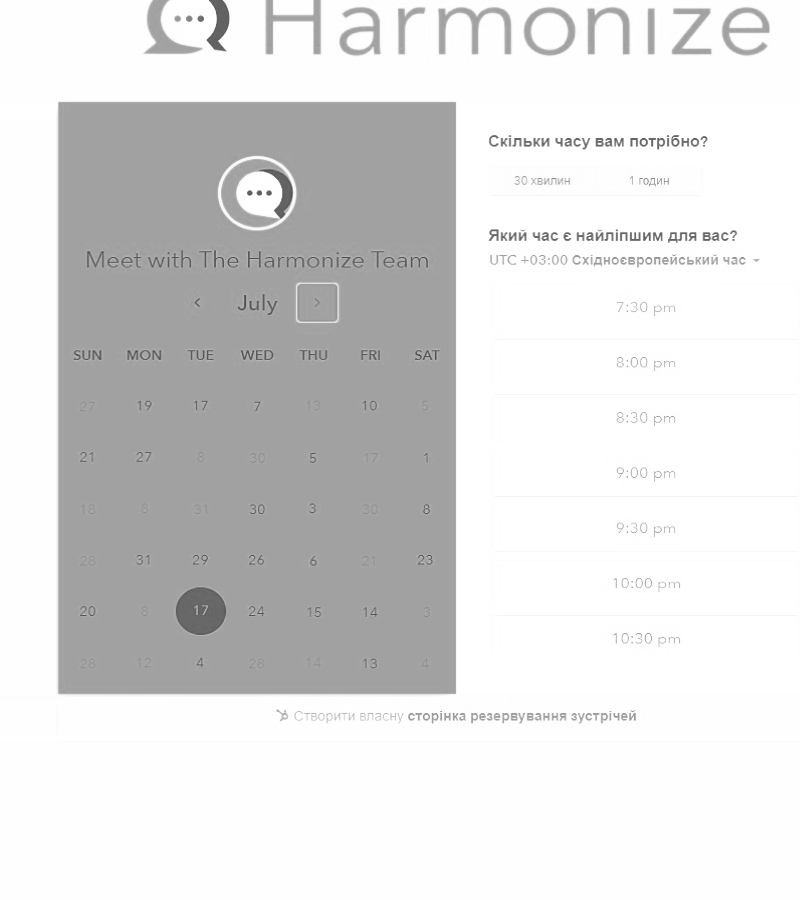 Harmonize
Meet with The Harmonize Team
July
SUN MON TUE WED THU FRI SAT
27 19 17 7 13 10 5
21 27 8 30 5 17 1
18 8 31 30 3 30 8
28 31 29 26 6 21 23
20 8 17 24 15 14 3
28 12 4 28 14 13 4
Скільки часу вам потрібно?
30 хвилин 1 годин
Який час є найліпшим для вас?
UTC +03:00 Східноєвропейський час
7:30 pm
8:00 pm
8:30 pm
9:00 pm
9:30 pm
10:00 pm
10:30 pm
Створити власну сторінка резервування зустрічей